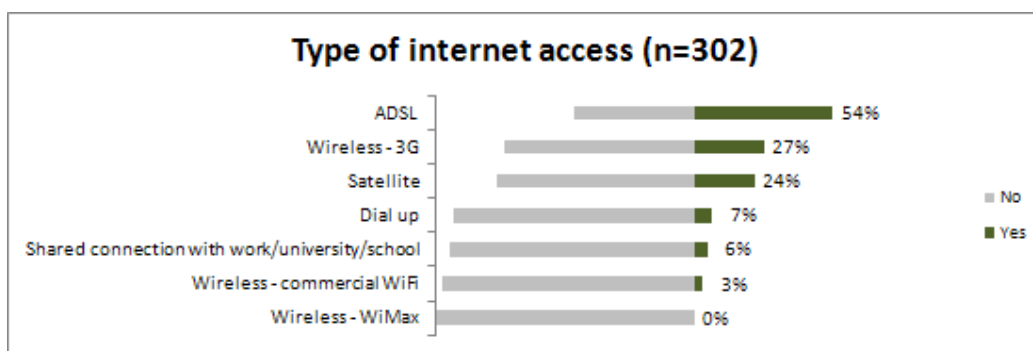 Type of internet access (n=302)
ADSL 54%
Wireless - 3G 27%
Satellite 24%
Dial up 7%
Shared connection with work/university/school 6%
Wireless - commercial WiFi 3%
Wireless - WiMax 0%
No
Yes